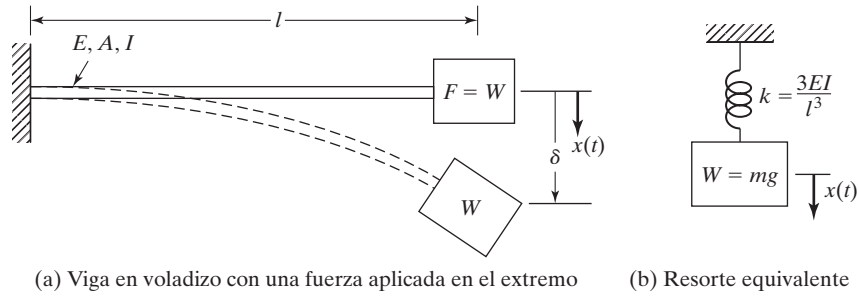 l
E, A, I
F = W
x(t)
δ
W
(a) Viga en voladizo con una fuerza aplicada en el extremo
k = 3EI/l³
W = mg
x(t)
(b) Resorte equivalente